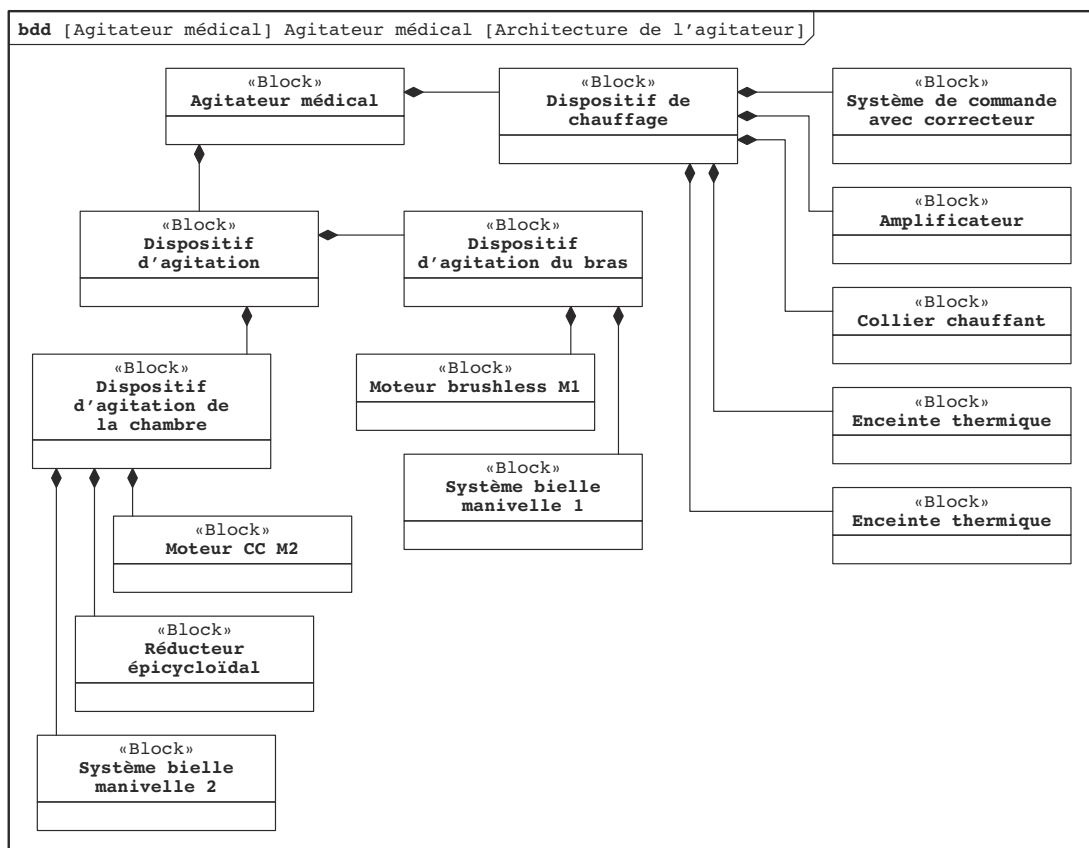 bdd [Agitateur médical] Agitateur médical [Architecture de l'agitateur]
«Block»
Agitateur médical
«Block»
Dispositif de
chauffage
«Block»
Système de commande
avec correcteur
«Block»
Amplificateur
«Block»
Dispositif
d'agitation
«Block»
Dispositif
d'agitation du bras
«Block»
Collier chauffant
«Block»
Dispositif
d'agitation de
la chambre
«Block»
Moteur brushless M1
«Block»
Enceinte thermique
«Block»
Système bielle
manivelle 1
«Block»
Enceinte thermique
«Block»
Moteur CC M2
«Block»
Réducteur
épicycloïdal
«Block»
Système bielle
manivelle 2